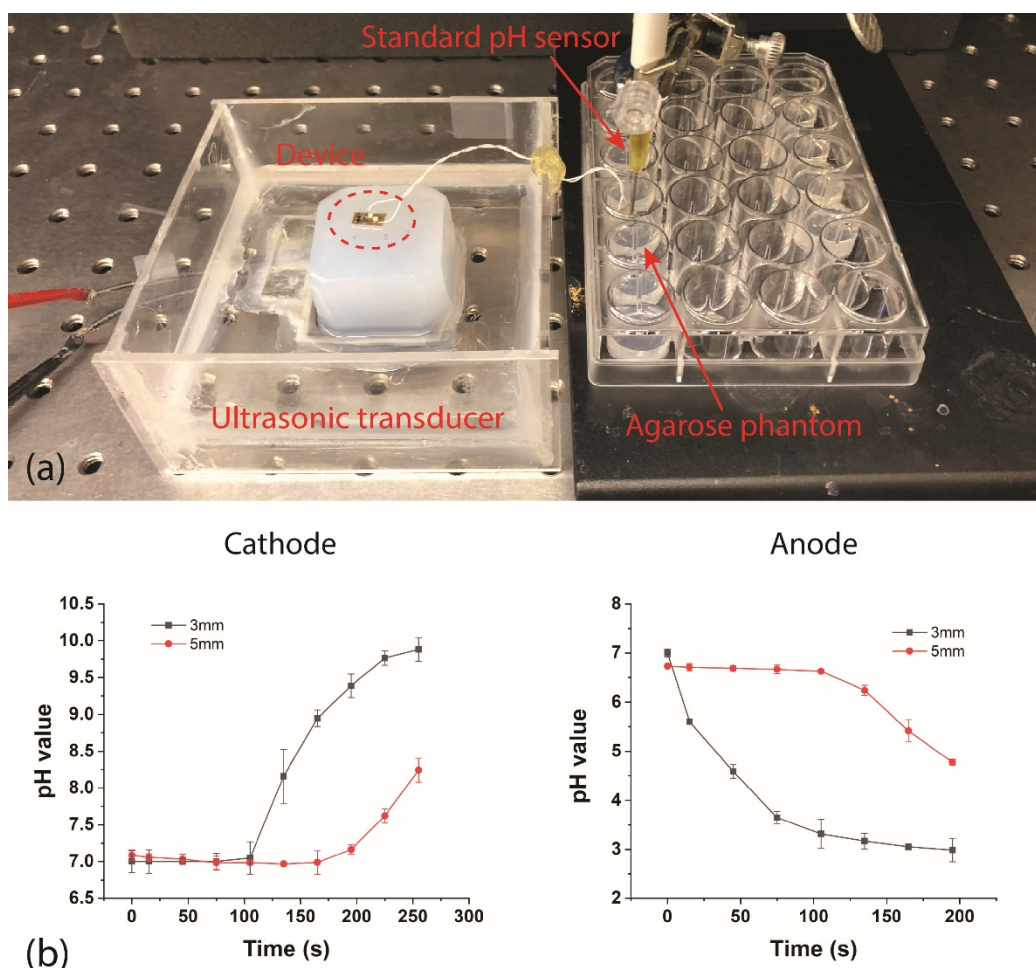 Standard pH sensor
Device
Ultrasonic transducer
Agarose phantom
(a)
Cathode
10.5
10.0
9.5
9.0
8.5
8.0
7.5
7.0
6.5
pH value
3mm
5mm
0 50 100 150 200 250 300
Time (s)
Anode
8
7
6
5
4
3
2
pH value
3mm
5mm
0 50 100 150 200
Time (s)
(b)